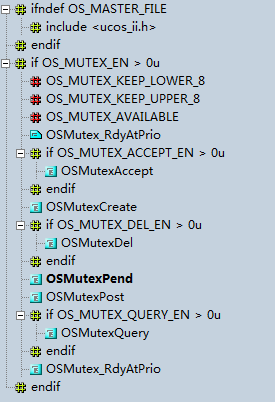 ifndef OS_MASTER_FILE
include <ucos_ii.h>
endif
if OS_MUTEX_EN > 0u
OS_MUTEX_KEEP_LOWER_8
OS_MUTEX_KEEP_UPPER_8
OS_MUTEX_AVAILABLE
OSMutex_RdyAtPrio
if OS_MUTEX_ACCEPT_EN > 0u
OSMutexAccept
endif
OSMutexCreate
if OS_MUTEX_DEL_EN > 0u
OSMutexDel
endif
OSMutexPend
OSMutexPost
if OS_MUTEX_QUERY_EN > 0u
OSMutexQuery
endif
OSMutex_RdyAtPrio
endif